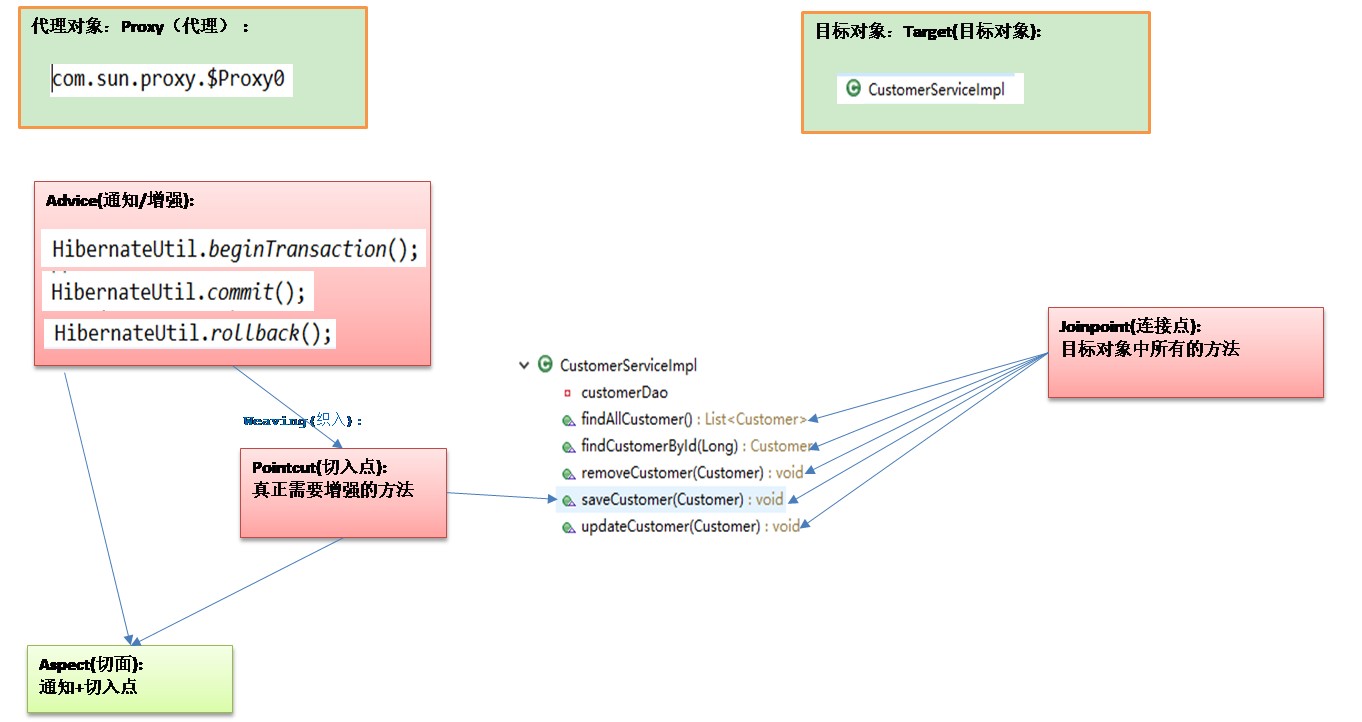 代理对象：Proxy（代理）：
com.sun.proxy.$Proxy0
目标对象：Target(目标对象):
CustomerServiceImpl
Advice(通知/增强):
HibernateUtil.beginTransaction();
HibernateUtil.commit();
HibernateUtil.rollback();
Weaving(织入)：
Pointcut(切入点):
真正需要增强的方法
CustomerServiceImpl
customerDao
findAllCustomer() : List<Customer>
findCustomerById(Long) : Customer
removeCustomer(Customer) : void
saveCustomer(Customer) : void
updateCustomer(Customer) : void
Joinpoint(连接点):
目标对象中所有的方法
Aspect(切面):
通知+切入点